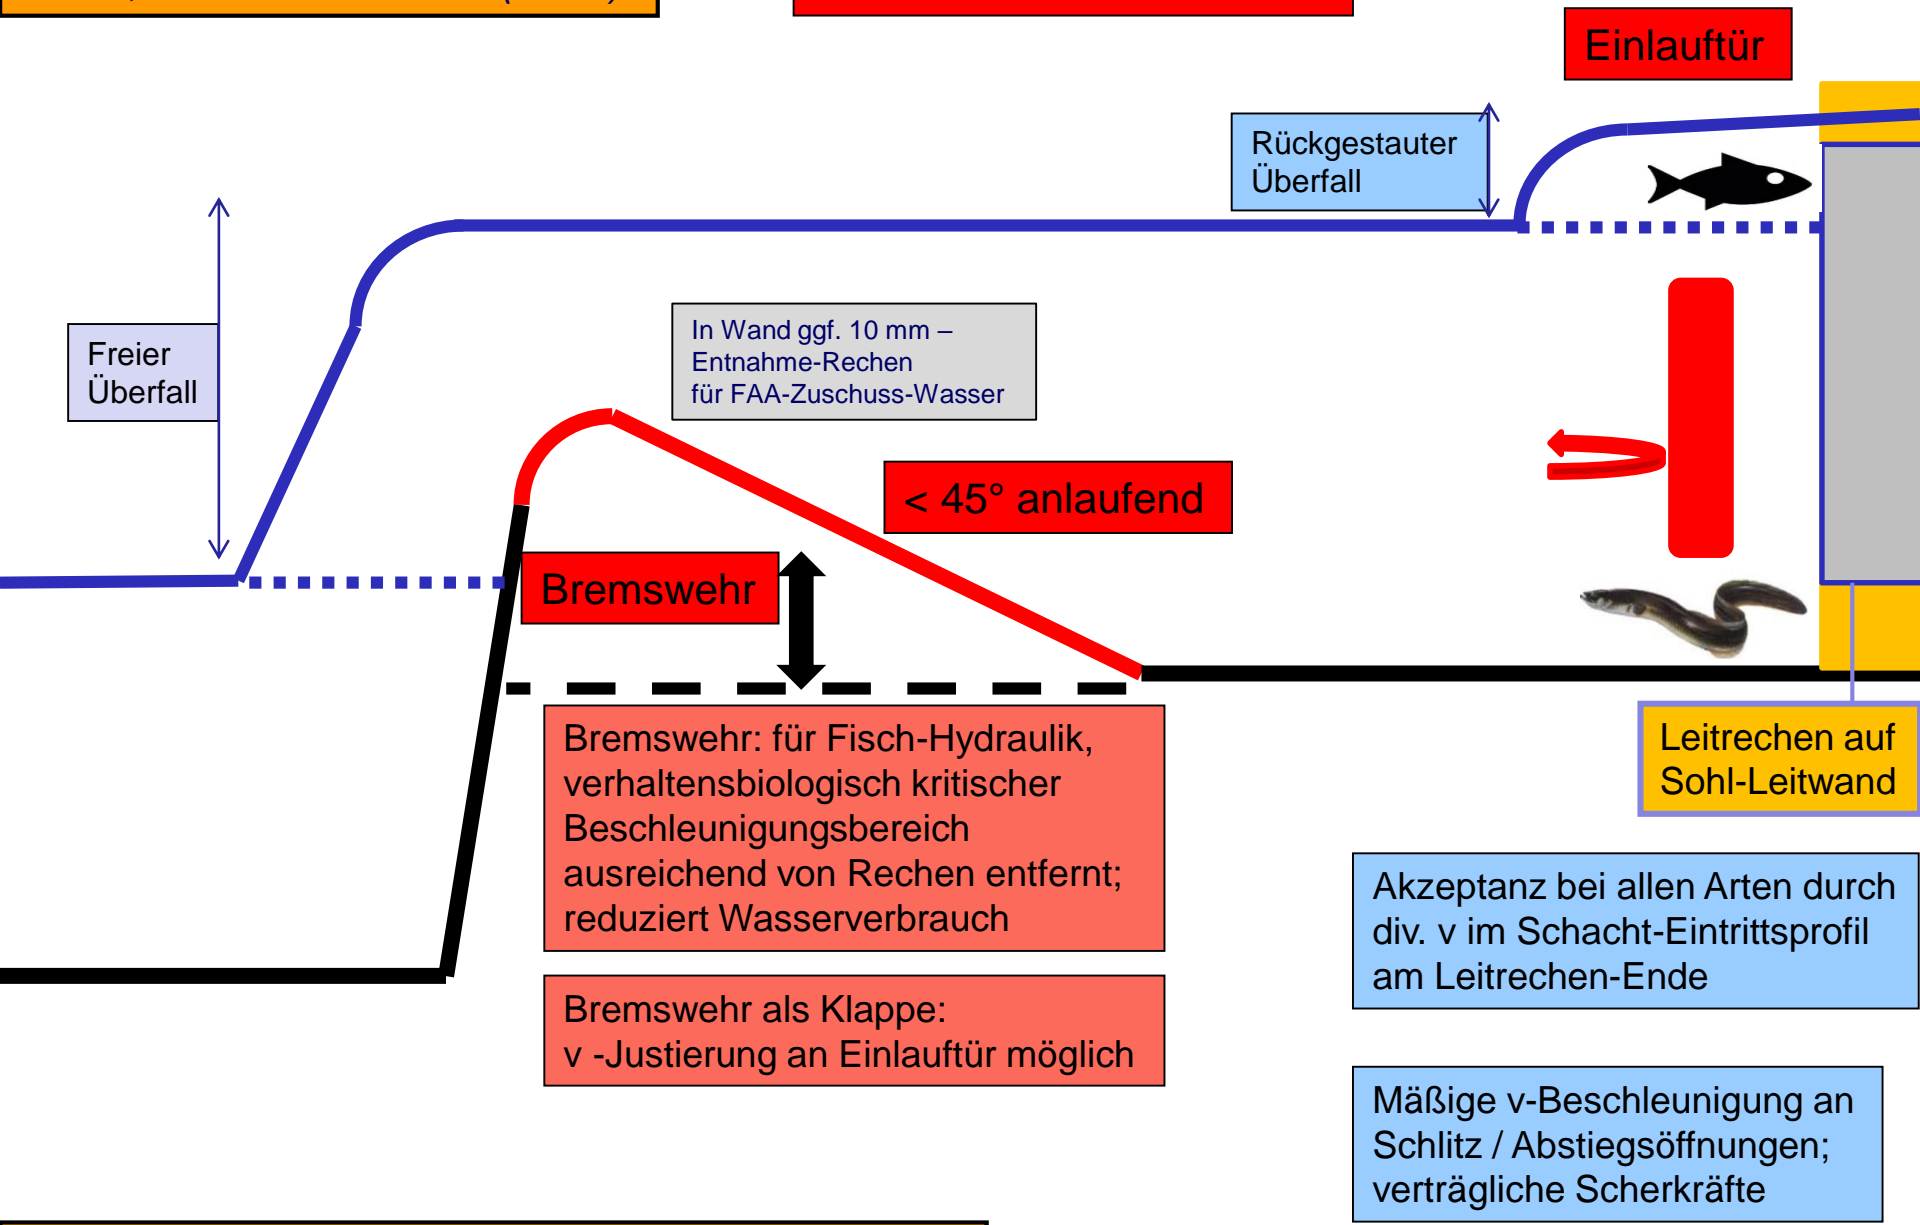 Einlauftür
Rückgestauter
Überfall
Freier
Überfall
In Wand ggf. 10 mm –
Entnahme-Rechen
für FAA-Zuschuss-Wasser
< 45° anlaufend
Bremswehr
Bremswehr: für Fisch-Hydraulik,
verhaltensbiologisch kritischer
Beschleunigungsbereich
ausreichend von Rechen entfernt;
reduziert Wasserverbrauch
Leitrechen auf
Sohl-Leitwand
Akzeptanz bei allen Arten durch
div. v im Schacht-Eintrittsprofil
am Leitrechen-Ende
Bremswehr als Klappe:
v -Justierung an Einlauftür möglich
Mäßige v-Beschleunigung an
Schlitz / Abstiegsöffnungen;
verträgliche Scherkräfte